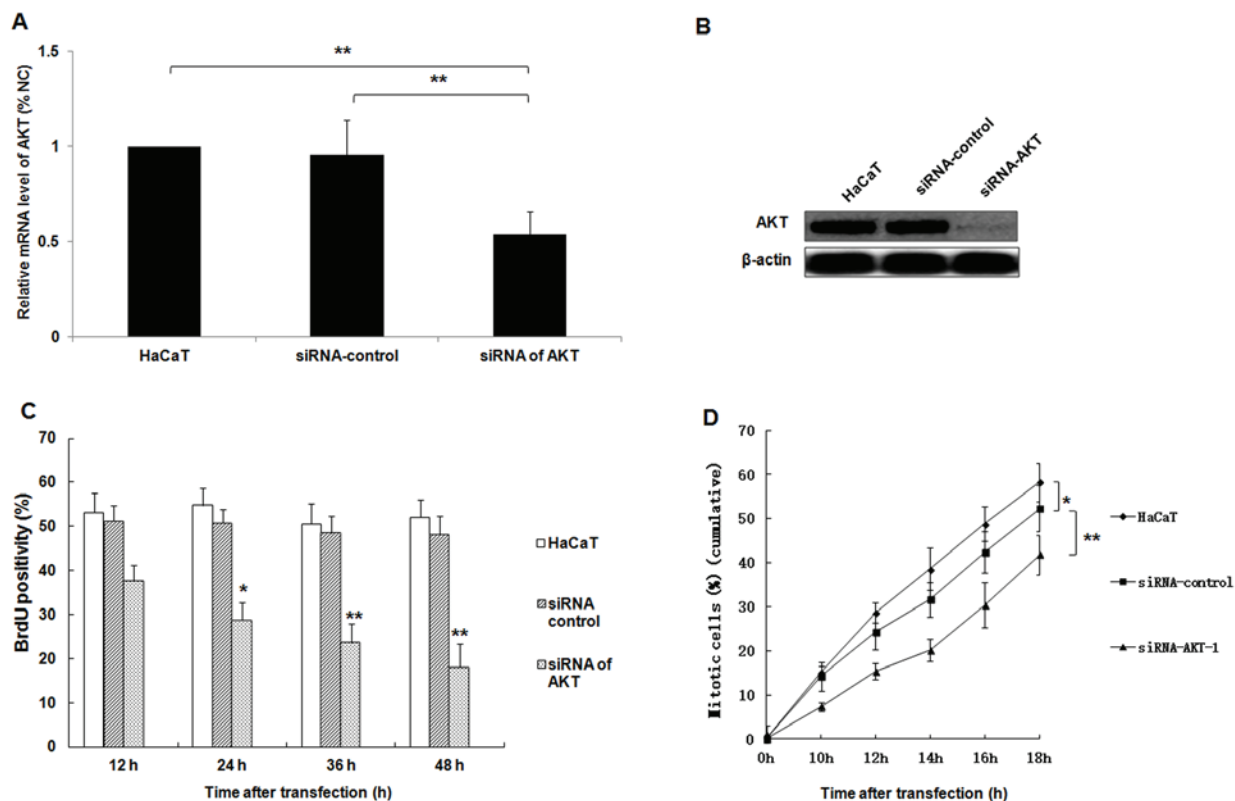 A
Relative mRNA level of AKT (% NC)
1.5
1
0.5
0
**
**
HaCaT
siRNA-control
siRNA of AKT
B
HaCaT
siRNA-control
siRNA-AKT
AKT
β-actin
C
BrdU positivity (%)
70
60
50
40
30
20
10
0
*
**
**
12 h
24 h
36 h
48 h
Time after transfection (h)
HaCaT
siRNA
control
siRNA of
AKT
D
Mitotic cells (%) (cumulative)
70
60
50
40
30
20
10
0
*
**
0h
10h
12h
14h
16h
18h
Time after transfection (h)
HaCaT
siRNA-control
siRNA-AKT-1